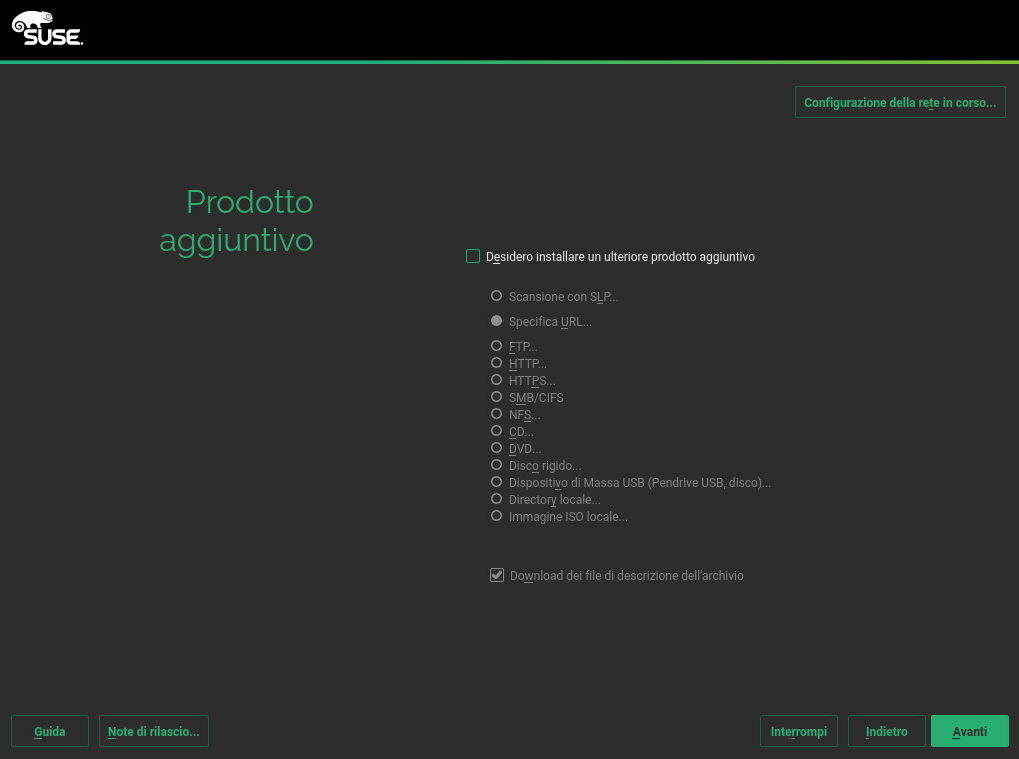 SUSE.
Configurazione della rete in corso...
Prodotto
aggiuntivo
Desidero installare un ulteriore prodotto aggiuntivo
Scansione con SLP...
Specifica URL...
FTP...
HTTP...
HTTPS...
SMB/CIFS
NFS...
CD...
DVD...
Disco rigido...
Dispositivo di Massa USB (Pendrive USB, disco)...
Directory locale...
Immagine ISO locale...
Download dei file di descrizione dell'archivio
Guida
Note di rilascio...
Interrompi
Indietro
Avanti